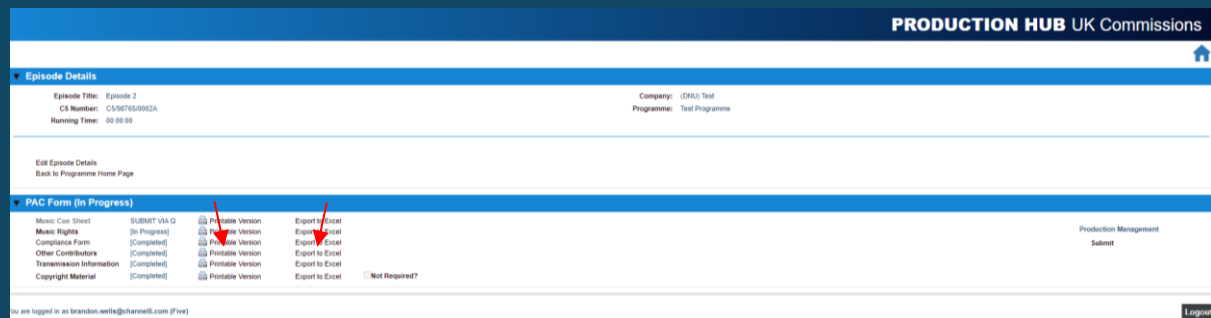 PRODUCTION HUB UK Commissions
Episode Details
Episode Title: Episode 2 Company: (DNU) Test
C5 Number: C5/98765/0002A Programme: Test Programme
Running Time: 00:00:00
Edit Episode Details
Back to Programme Home Page
PAC Form (In Progress)
Music Cue Sheet SUBMIT VIA Q Printable Version Export to Excel
Music Rights [In Progress] Printable Version Export to Excel Production Management
Compliance Form [Completed] Printable Version Export to Excel Submit
Other Contributors [Completed] Printable Version Export to Excel
Transmission Information [Completed] Printable Version Export to Excel
Copyright Material [Completed] Printable Version Export to Excel Not Required?
You are logged in as brandon.wells@channel5.com (Five) Logout